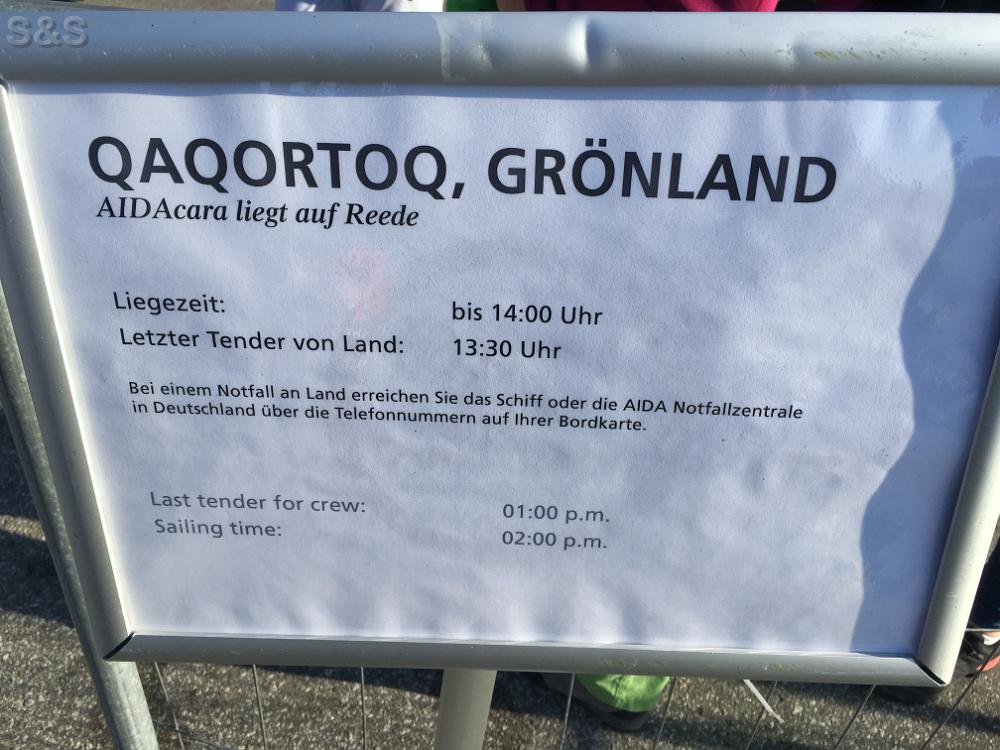 S&S
QAQORTOQ, GRÖNLAND
AIDAcara liegt auf Reede
Liegezeit: bis 14:00 Uhr
Letzter Tender von Land: 13:30 Uhr
Bei einem Notfall an Land erreichen Sie das Schiff oder die AIDA Notfallzentrale
in Deutschland über die Telefonnummern auf Ihrer Bordkarte.
Last tender for crew: 01:00 p.m.
Sailing time: 02:00 p.m.